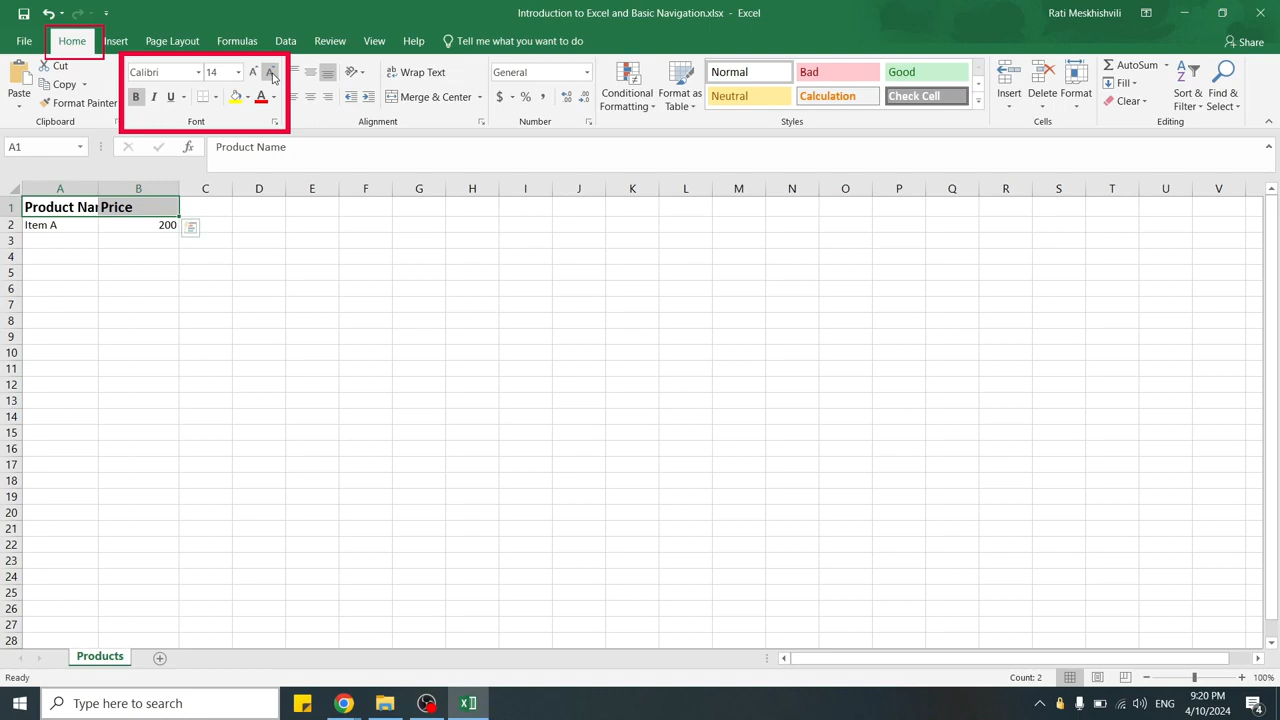 Introduction to Excel and Basic Navigation.xlsx - Excel
Rati Meskhishvili
File Home Insert Page Layout Formulas Data Review View Help Tell me what you want to do Share
Paste
Cut
Copy
Format Painter
Clipboard
Calibri 14
B I U
Font
Wrap Text
Merge & Center
Alignment
General
$ % ,
Number
Conditional Formatting
Format as Table
Normal Bad Good
Neutral Calculation Check Cell
Styles
Insert Delete Format
Cells
AutoSum
Fill
Clear
Sort & Filter
Find & Select
Editing
A1 fx Product Name
A B C D E F G H I J K L M N O P Q R S T U V
1 Product Nar Price
2 Item A 200
3
4
5
6
7
8
9
10
11
12
13
14
15
16
17
18
19
20
21
22
23
24
25
26
27
28
Products
Ready Count: 2 100%
Type here to search
ENG
9:20 PM
4/10/2024
4